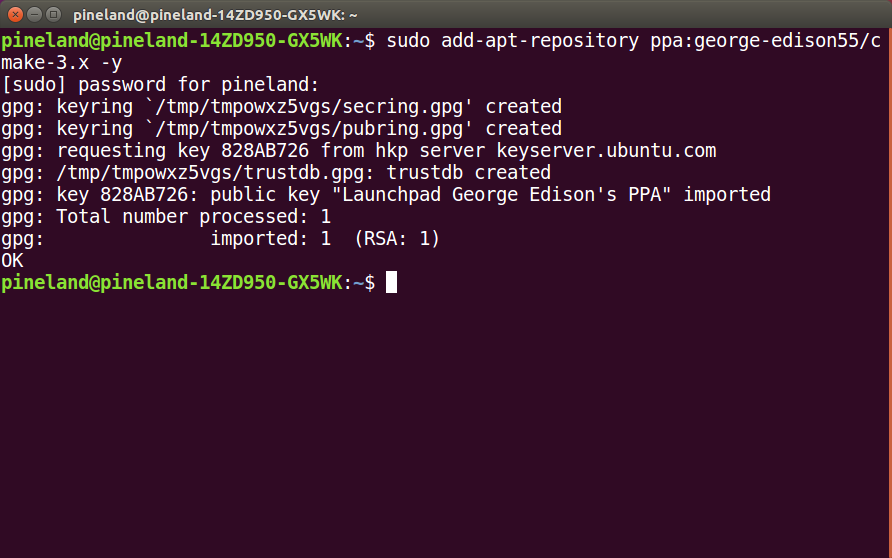 pineland@pineland-14ZD950-GX5WK: ~
pineland@pineland-14ZD950-GX5WK:~$ sudo add-apt-repository ppa:george-edison55/c
make-3.x -y
[sudo] password for pineland:
gpg: keyring `/tmp/tmpowxz5vgs/secring.gpg' created
gpg: keyring `/tmp/tmpowxz5vgs/pubring.gpg' created
gpg: requesting key 828AB726 from hkp server keyserver.ubuntu.com
gpg: /tmp/tmpowxz5vgs/trustdb.gpg: trustdb created
gpg: key 828AB726: public key "Launchpad George Edison's PPA" imported
gpg: Total number processed: 1
gpg:               imported: 1  (RSA: 1)
OK
pineland@pineland-14ZD950-GX5WK:~$